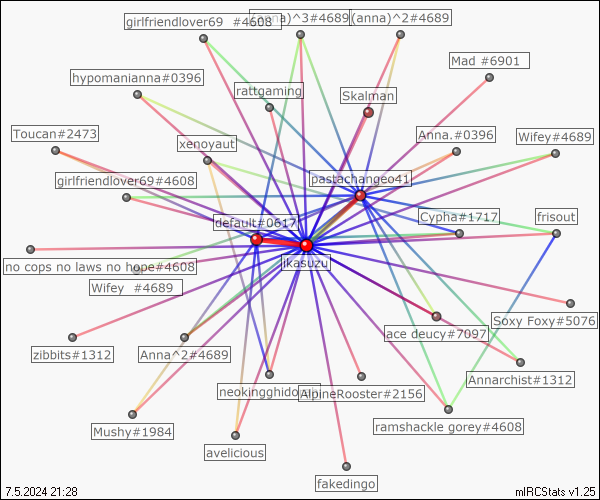 girlfriendlover69 #4608
)^3#4689
(anna)^2#4689
Mad #6901
hypomanianna#0396
rattgaming
Skalman
Toucan#2473
xenoyaut
Anna.#0396
Wifey#4689
girlfriendlover69#4608
pastachangeo41
default#0617
Cypha#1717
frisout
ikasuzu
no cops no laws no hope#4608
Wifey #4689
Soxy Foxy#5076
ace deucy#7097
zibbits#1312
Anna^2#4689
Annarchist#1312
neokingghido
AlpineRooster#2156
Mushy#1984
ramshackle gorey#4608
avelicious
fakedingo
7.5.2024 21:28
mIRCStats v1.25